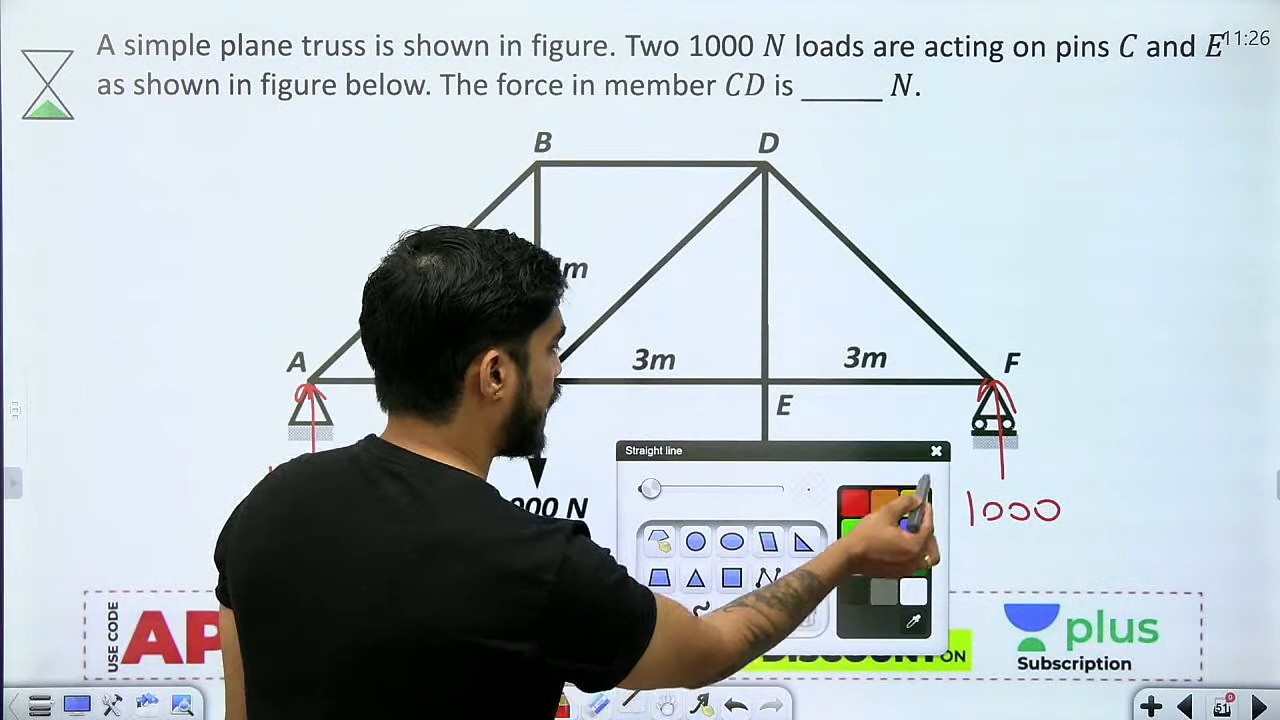 A simple plane truss is shown in figure. Two 1000 N loads are acting on pins C and E
11:26
as shown in figure below. The force in member CD is ______ N.
B
D
m
A
3m
3m
F
E
Straight line
000 N
1000
USE CODE
AP
ON
plus
Subscription
51